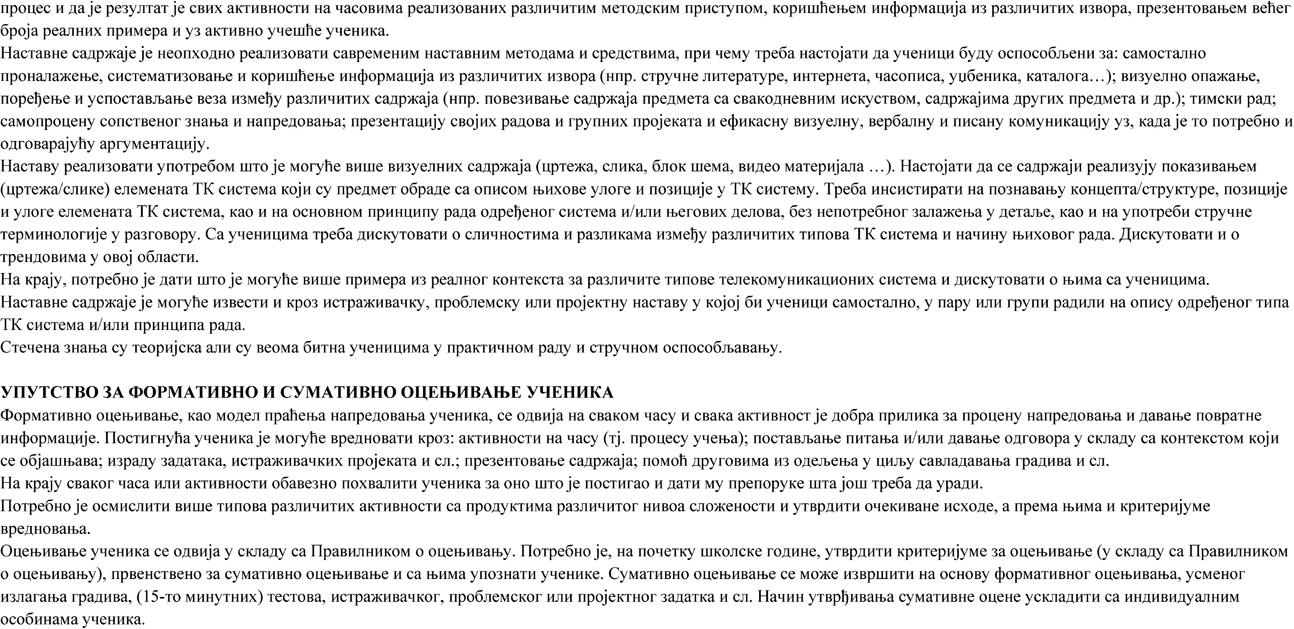 процес и да је резултат је свих активности на часовима реализованих различитим методским приступом, коришћењем информација из различитих извора, презентовањем већег
броја реалних примера и уз активно учешће ученика.
Наставне садржаје је неопходно реализовати савременим наставним методама и средствима, при чему треба настојати да ученици буду оспособљени за: самостално
проналажење, систематизовање и коришћење информација из различитих извора (нпр. стручне литературе, интернета, часописа, уџбеника, каталога…); визуелно опажање,
поређење и успостављање веза између различитих садржаја (нпр. повезивање садржаја предмета са свакодневним искуством, садржајима других предмета и др.); тимски рад;
самопроцену сопственог знања и напредовања; презентацију својих радова и групних пројеката и ефикасну визуелну, вербалну и писану комуникацију уз, када је то потребно и
одговарајућу аргументацију.
Наставу реализовати употребом што је могуће више визуелних садржаја (цртежа, слика, блок шема, видео материјала …). Настојати да се садржаји реализују показивањем
(цртежа/слике) елемената ТК система који су предмет обраде са описом њихове улоге и позиције у ТК систему. Треба инсистирати на познавању концепта/структуре, позиције
и улоге елемената ТК система, као и на основном принципу рада одређеног система и/или његових делова, без непотребног залажења у детаље, као и на употреби стручне
терминологије у разговору. Са ученицима треба дискутовати о сличностима и разликама између различитих типова ТК система и начину њиховог рада. Дискутовати и о
трендовима у овој области.
На крају, потребно је дати што је могуће више примера из реалног контекста за различите типове телекомуникационих система и дискутовати о њима са ученицима.
Наставне садржаје је могуће извести и кроз истраживачку, проблемску или пројектну наставу у којој би ученици самостално, у пару или групи радили на опису одређеног типа
ТК система и/или принципа рада.
Стечена знања су теоријска али су веома битна ученицима у практичном раду и стручном оспособљавању.
УПУТСТВО ЗА ФОРМАТИВНО И СУМАТИВНО ОЦЕЊИВАЊЕ УЧЕНИКА
Формативно оцењивање, као модел праћења напредовања ученика, се одвија на сваком часу и свака активност је добра прилика за процену напредовања и давање повратне
информације. Постигнућа ученика је могуће вредновати кроз: активности на часу (тј. процесу учења); постављање питања и/или давање одговора у складу са контекстом који
се објашњава; израду задатака, истраживачких пројеката и сл.; презентовање садржаја; помоћ друговима из одељења у циљу савладавања градива и сл.
На крају сваког часа или активности обавезно похвалити ученика за оно што је постигао и дати му препоруке шта још треба да уради.
Потребно је осмислити више типова различитих активности са продуктима различитог нивоа сложености и утврдити очекиване исходе, а према њима и критеријуме
вредновања.
Оцењивање ученика се одвија у складу са Правилником о оцењивању. Потребно је, на почетку школске године, утврдити критеријуме за оцењивање (у складу са Правилником
о оцењивању), првенствено за сумативно оцењивање и са њима упознати ученике. Сумативно оцењивање се може извршити на основу формативног оцењивања, усменог
излагања градива, (15-то минутних) тестова, истраживачког, проблемског или пројектног задатка и сл. Начин утврђивања сумативне оцене ускладити са индивидуалним
особинама ученика.